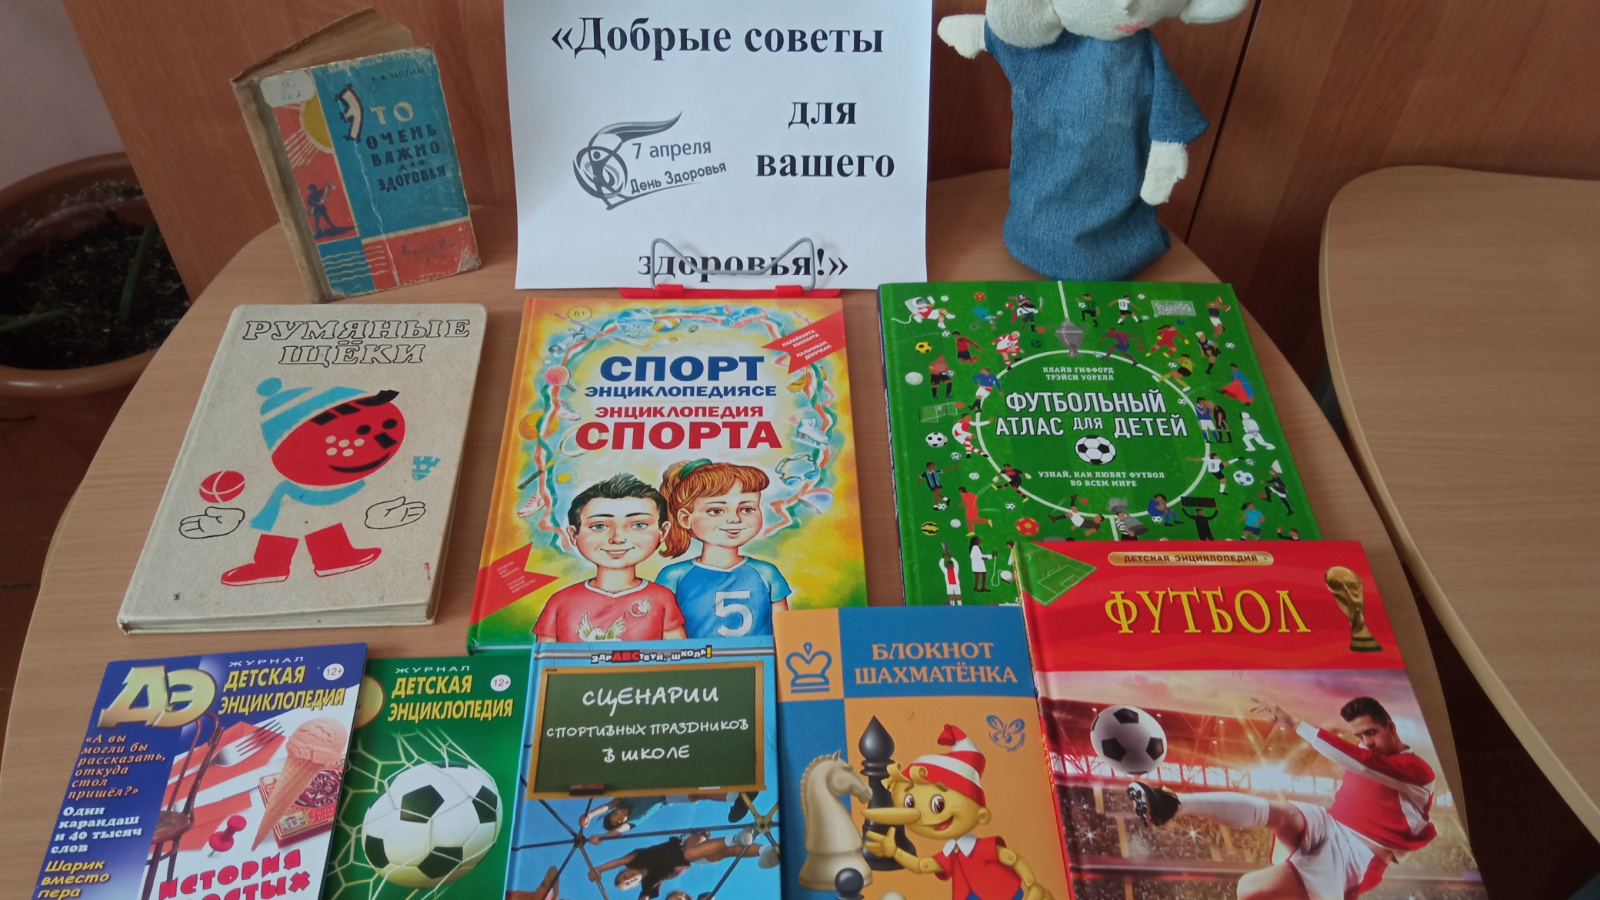 «Добрые советы
для
вашего
здоровья!»
7 апреля
День Здоровья
Это
очень
важно
для
здоровья
РУМЯНЫЕ
ЩЁКИ
6+
СПОРТ
ЭНЦИКЛОПЕДИЯСЕ
ЭНЦИКЛОПЕДИЯ
СПОРТА
КЛАЙВ ГИФФОРД
ТРЭЙСИ УОРЕЛЛ
ФУТБОЛЬНЫЙ
АТЛАС ДЛЯ ДЕТЕЙ
УЗНАЙ, КАК ЛЮБЯТ ФУТБОЛ
ВО ВСЕМ МИРЕ
5
9
ДЕТСКАЯ ЭНЦИКЛОПЕДИЯ
ФУТБОЛ
ДЭ
ЖУРНАЛ
ДЕТСКАЯ
ЭНЦИКЛОПЕДИЯ
12+
«А вы
могли бы
рассказать,
откуда
стол
пришёл?»
Один
карандаш
и 40 тысяч
слов
Шарик
вместо
пера
ИСТОРИЯ
ЖУРНАЛ
ДЕТСКАЯ
ЭНЦИКЛОПЕДИЯ
12+
ЗДРАВСТВУЙ, ШКОЛА!
СЦЕНАРИИ
СПОРТИВНЫХ ПРАЗДНИКОВ
В ШКОЛЕ
БЛОКНОТ
ШАХМАТЁНКА